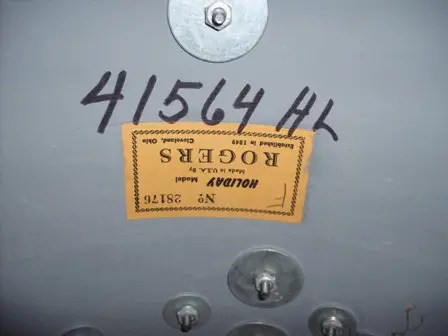 41564 HL
Nº 28176
HOLIDAY Model
Made in U.S.A. By
ROGERS
Established in 1849 Cleveland, Ohio